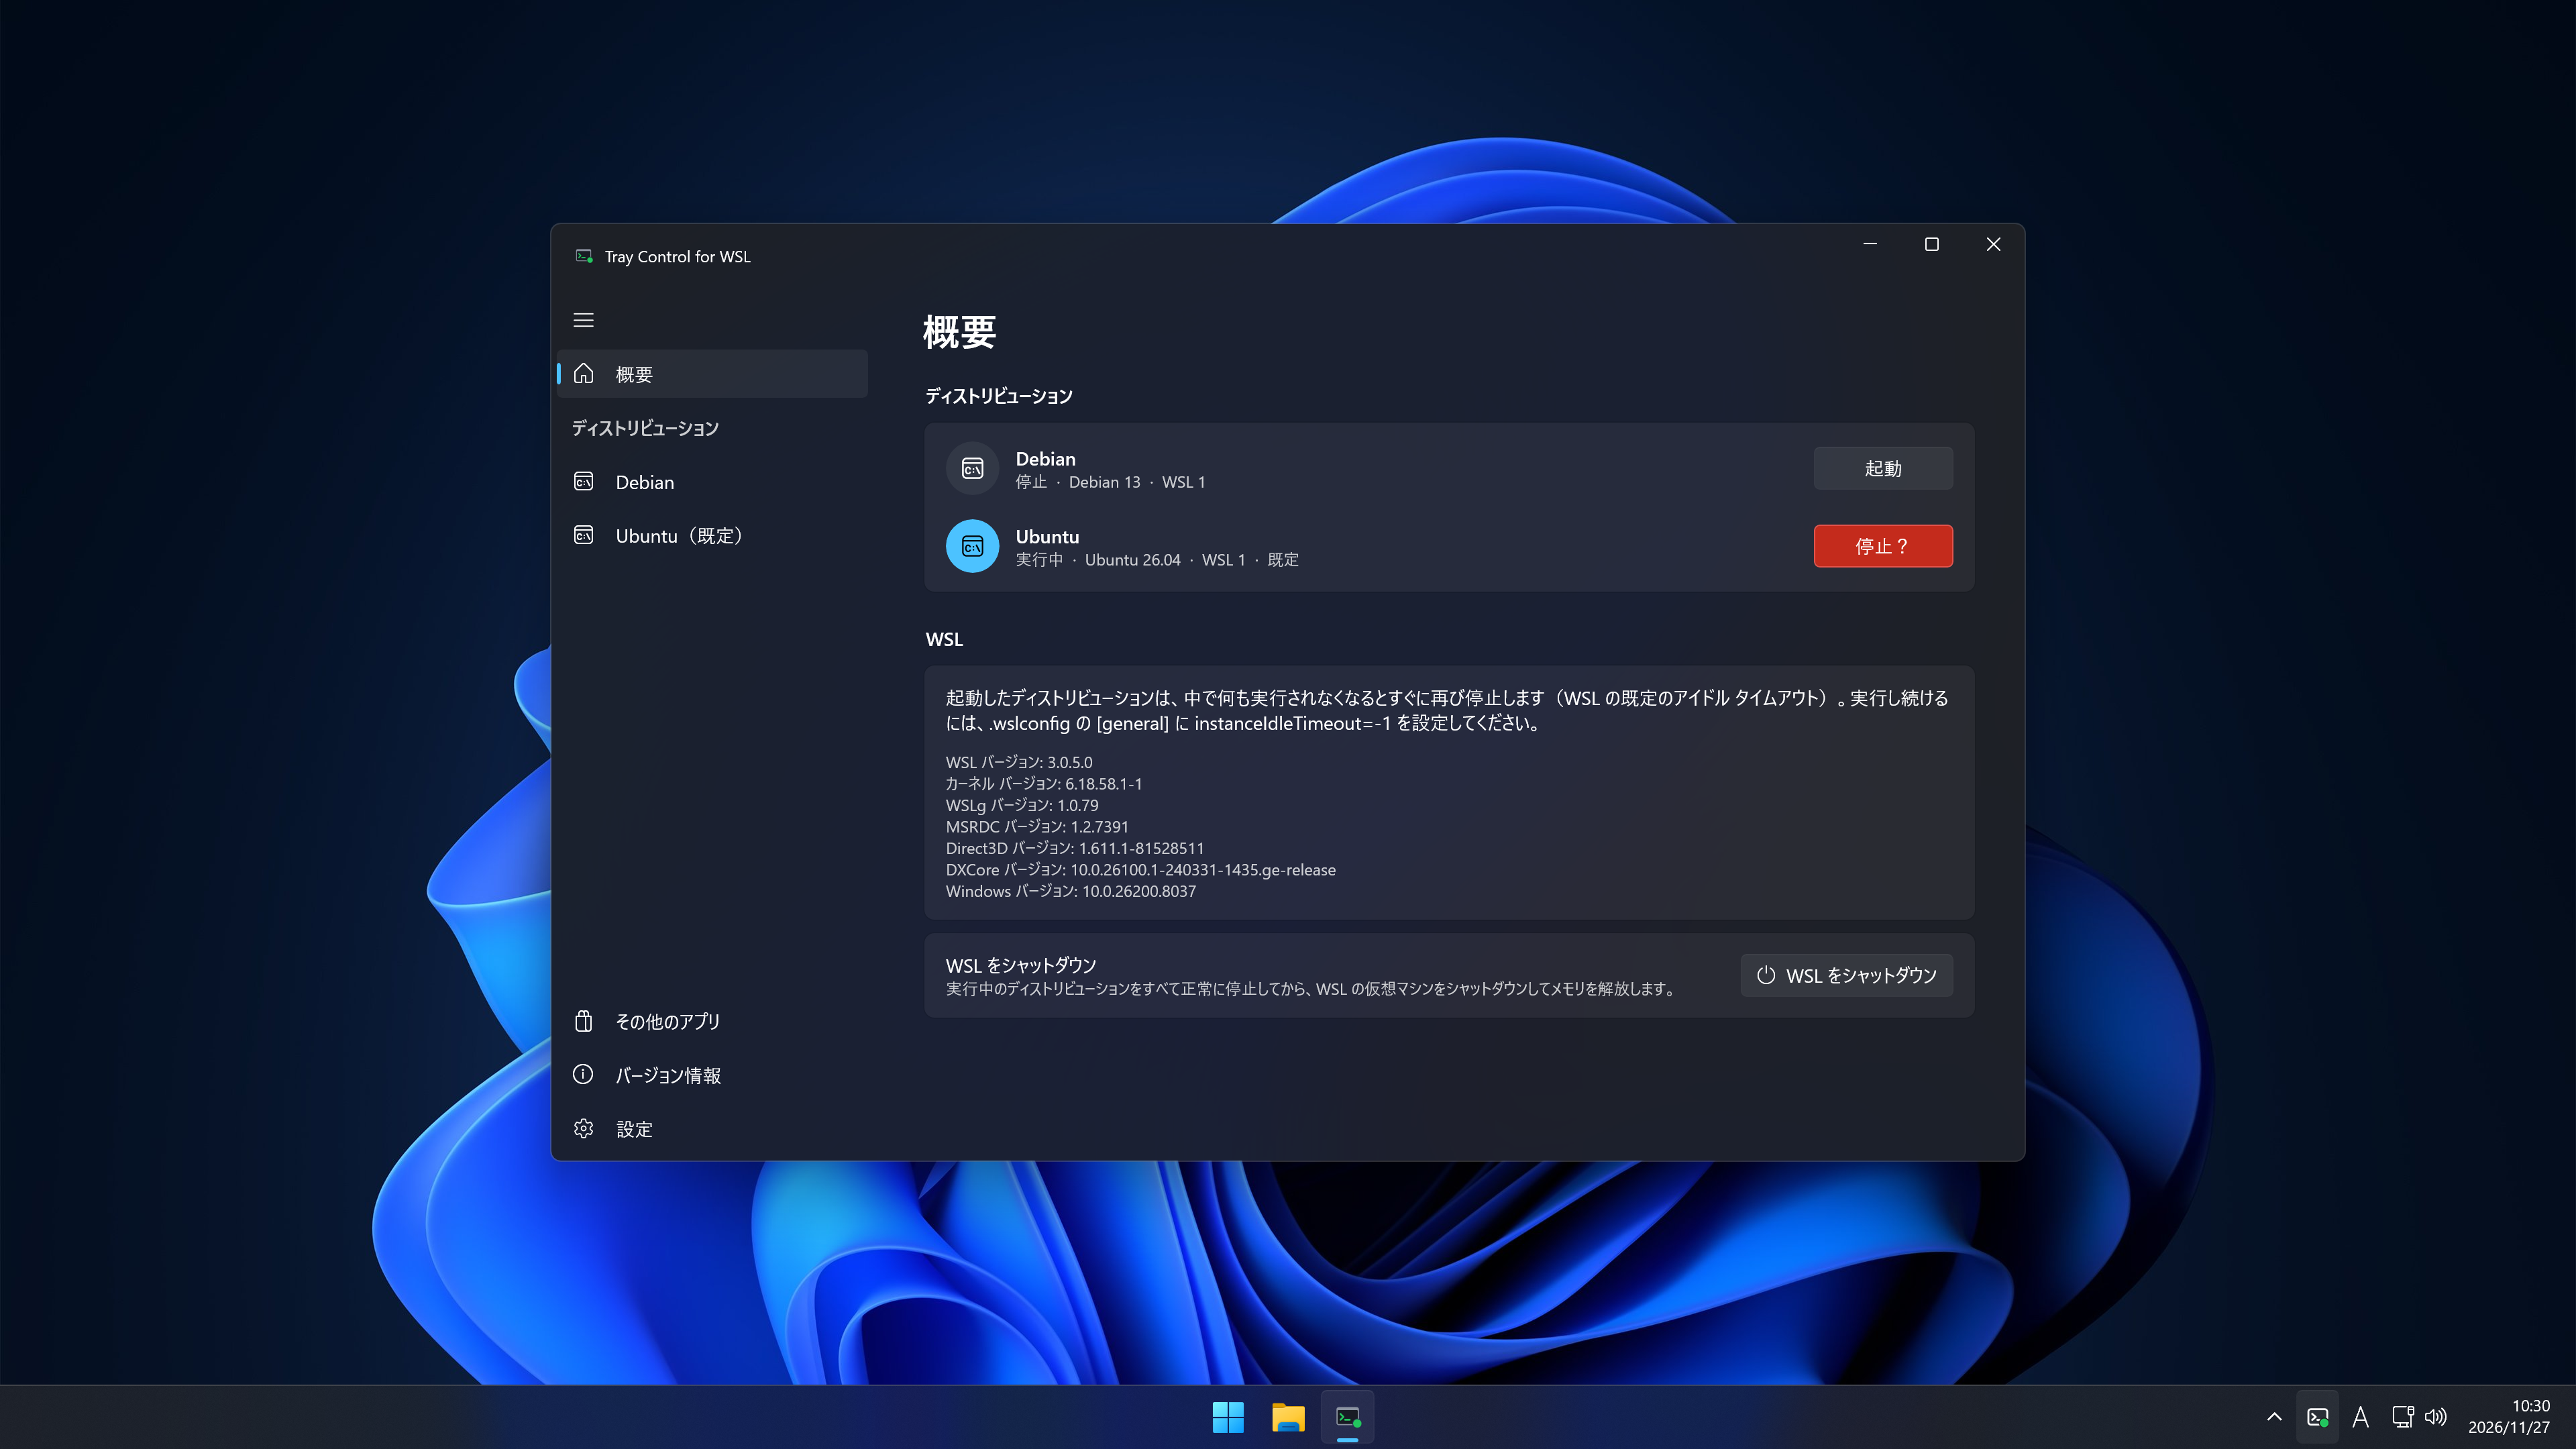 Tray Control for WSL
概要
ディストリビューション
Debian
Ubuntu（既定）
その他のアプリ
バージョン情報
設定
概要
ディストリビューション
Debian
停止 · Debian 13 · WSL 1
起動
Ubuntu
実行中 · Ubuntu 26.04 · WSL 1 · 既定
停止？
WSL
起動したディストリビューションは、中で何も実行されなくなるとすぐに再び停止します（WSL の既定のアイドル タイムアウト）。実行し続ける
には、.wslconfig の [general] に instanceIdleTimeout=-1 を設定してください。
WSL バージョン: 3.0.5.0
カーネル バージョン: 6.18.58.1-1
WSLg バージョン: 1.0.79
MSRDC バージョン: 1.2.7391
Direct3D バージョン: 1.611.1-81528511
DXCore バージョン: 10.0.26100.1-240331-1435.ge-release
Windows バージョン: 10.0.26200.8037
WSL をシャットダウン
実行中のディストリビューションをすべて正常に停止してから、WSL の仮想マシンをシャットダウンしてメモリを解放します。
WSL をシャットダウン
A
10:30
2026/11/27